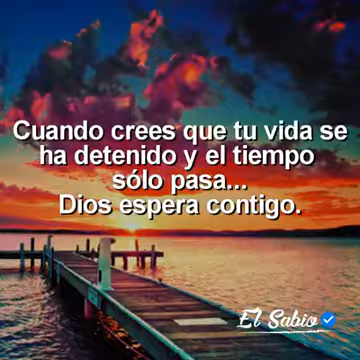 Cuando crees que tu vida se
ha detenido y el tiempo
sólo pasa...
Dios espera contigo.
El Sabio